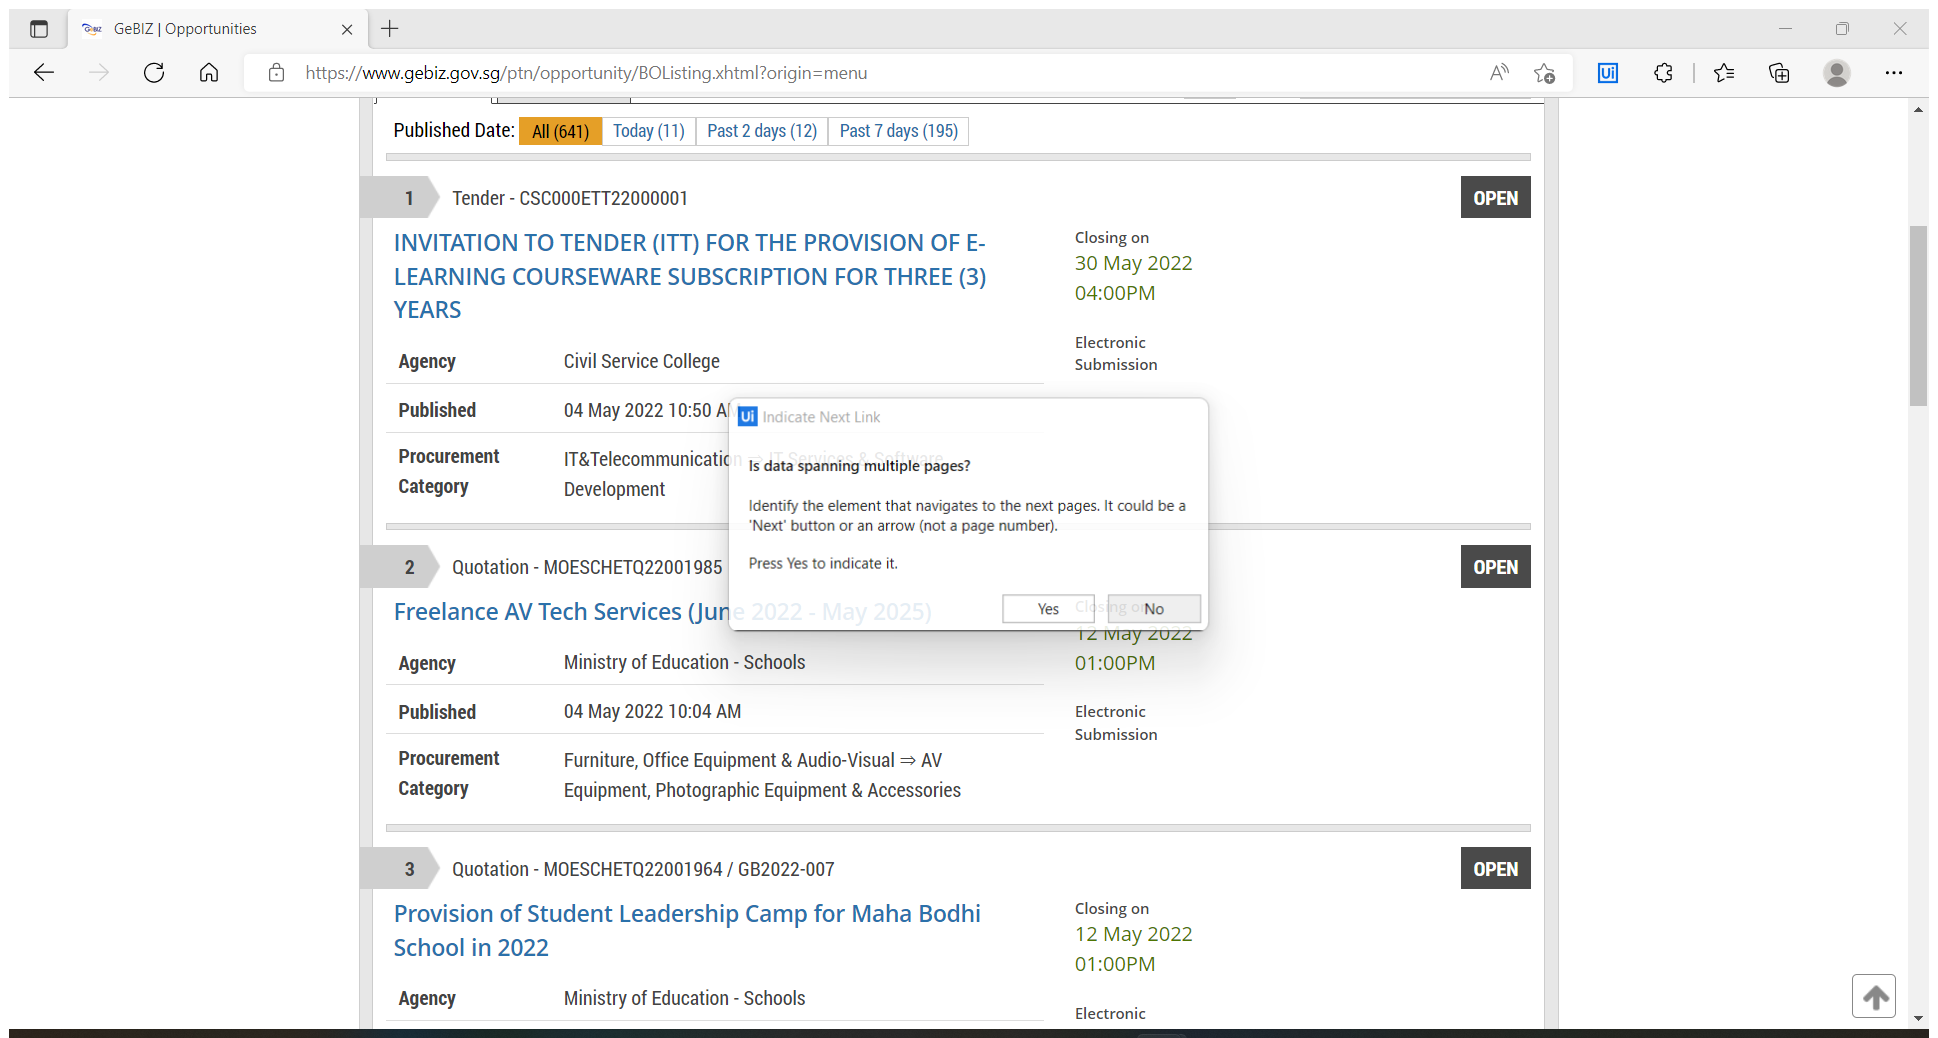 GeBIZ | Opportunities
https://www.gebiz.gov.sg/ptn/opportunity/BOListing.xhtml?origin=menu
Published Date: All (641) Today (11) Past 2 days (12) Past 7 days (195)
1 Tender - CSC000ETT22000001 OPEN
INVITATION TO TENDER (ITT) FOR THE PROVISION OF E-
LEARNING COURSEWARE SUBSCRIPTION FOR THREE (3)
YEARS
Closing on
30 May 2022
04:00PM
Electronic
Submission
Agency Civil Service College
Published 04 May 2022 10:50 AM
Procurement
Category
IT&Telecommunication ⇒ IT Services & Software
Development
Ui Indicate Next Link
Is data spanning multiple pages?
Identify the element that navigates to the next pages. It could be a
'Next' button or an arrow (not a page number).
Press Yes to indicate it.
Yes No
2 Quotation - MOESCHETQ22001985 OPEN
Freelance AV Tech Services (June 2022 - May 2025)
Closing on
12 May 2022
01:00PM
Electronic
Submission
Agency Ministry of Education - Schools
Published 04 May 2022 10:04 AM
Procurement
Category
Furniture, Office Equipment & Audio-Visual ⇒ AV
Equipment, Photographic Equipment & Accessories
3 Quotation - MOESCHETQ22001964 / GB2022-007 OPEN
Provision of Student Leadership Camp for Maha Bodhi
School in 2022
Closing on
12 May 2022
01:00PM
Electronic
Agency Ministry of Education - Schools